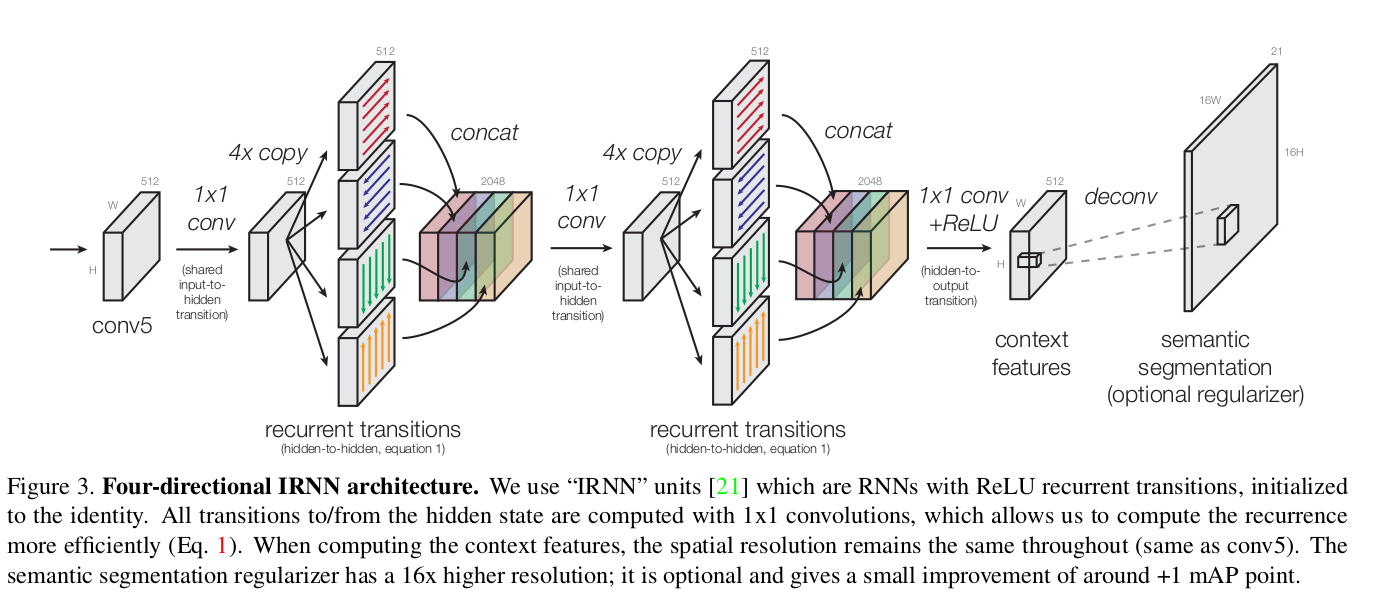 512
W
H
conv5
1x1
conv
(shared
input-to-
hidden
transition)
512
4x copy
512
concat
2048
recurrent transitions
(hidden-to-hidden, equation 1)
1x1
conv
(shared
input-to-
hidden
transition)
512
4x copy
512
concat
2048
recurrent transitions
(hidden-to-hidden, equation 1)
1x1 conv
+ReLU
(hidden-to-
output
transition)
512
W
H
context
features
deconv
21
16W
16H
semantic
segmentation
(optional regularizer)
Figure 3. Four-directional IRNN architecture. We use “IRNN” units [21] which are RNNs with ReLU recurrent transitions, initialized
to the identity. All transitions to/from the hidden state are computed with 1x1 convolutions, which allows us to compute the recurrence
more efficiently (Eq. 1). When computing the context features, the spatial resolution remains the same throughout (same as conv5). The
semantic segmentation regularizer has a 16x higher resolution; it is optional and gives a small improvement of around +1 mAP point.